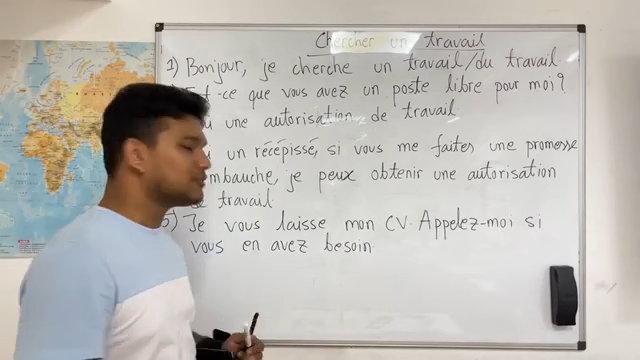 Chercher un travail
1) Bonjour, je cherche un travail/du travail
Est-ce que vous avez un poste libre pour moi?
une autorisation de travail.
un récépissé, si vous me faites une promesse
embauche, je peux obtenir une autorisation
de travail.
Je vous laisse mon CV. Appelez-moi si
vous en avez besoin.